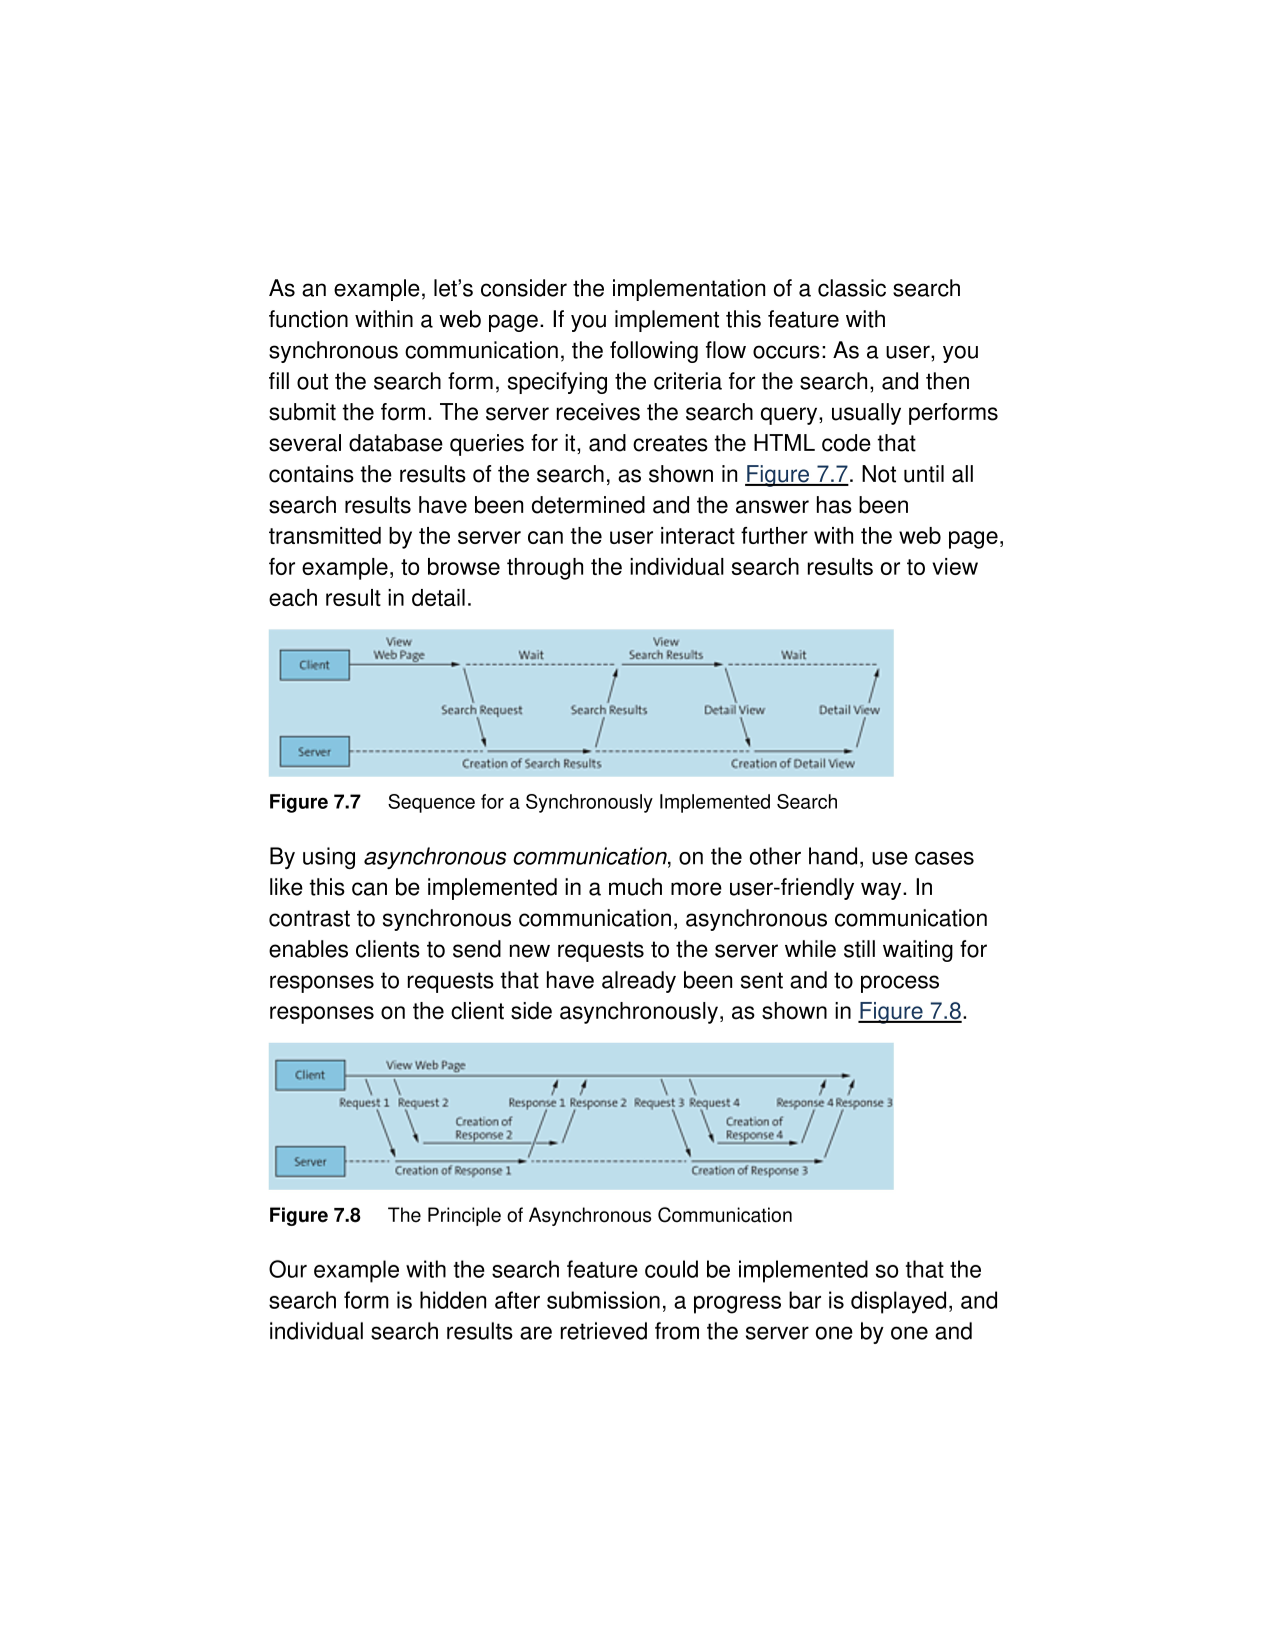 As an example, let’s consider the implementation of a classic search
function within a web page. If you implement this feature with
synchronous communication, the following flow occurs: As a user, you
fill out the search form, specifying the criteria for the search, and then
submit the form. The server receives the search query, usually performs
several database queries for it, and creates the HTML code that
contains the results of the search, as shown in Figure 7.7. Not until all
search results have been determined and the answer has been
transmitted by the server can the user interact further with the web page,
for example, to browse through the individual search results or to view
each result in detail.
View View
Client Web Page Wait Search Results Wait
Search Request Search Results Detail View Detail View
Server
Creation of Search Results Creation of Detail View
Figure 7.7 Sequence for a Synchronously Implemented Search
By using asynchronous communication, on the other hand, use cases
like this can be implemented in a much more user-friendly way. In
contrast to synchronous communication, asynchronous communication
enables clients to send new requests to the server while still waiting for
responses to requests that have already been sent and to process
responses on the client side asynchronously, as shown in Figure 7.8.
View Web Page
Client
Request 1 Request 2 Response 1 Response 2 Request 3 Request 4 Response 4 Response 3
Creation of Creation of
Response 2 Response 4
Server
Creation of Response 1 Creation of Response 3
Figure 7.8 The Principle of Asynchronous Communication
Our example with the search feature could be implemented so that the
search form is hidden after submission, a progress bar is displayed, and
individual search results are retrieved from the server one by one and